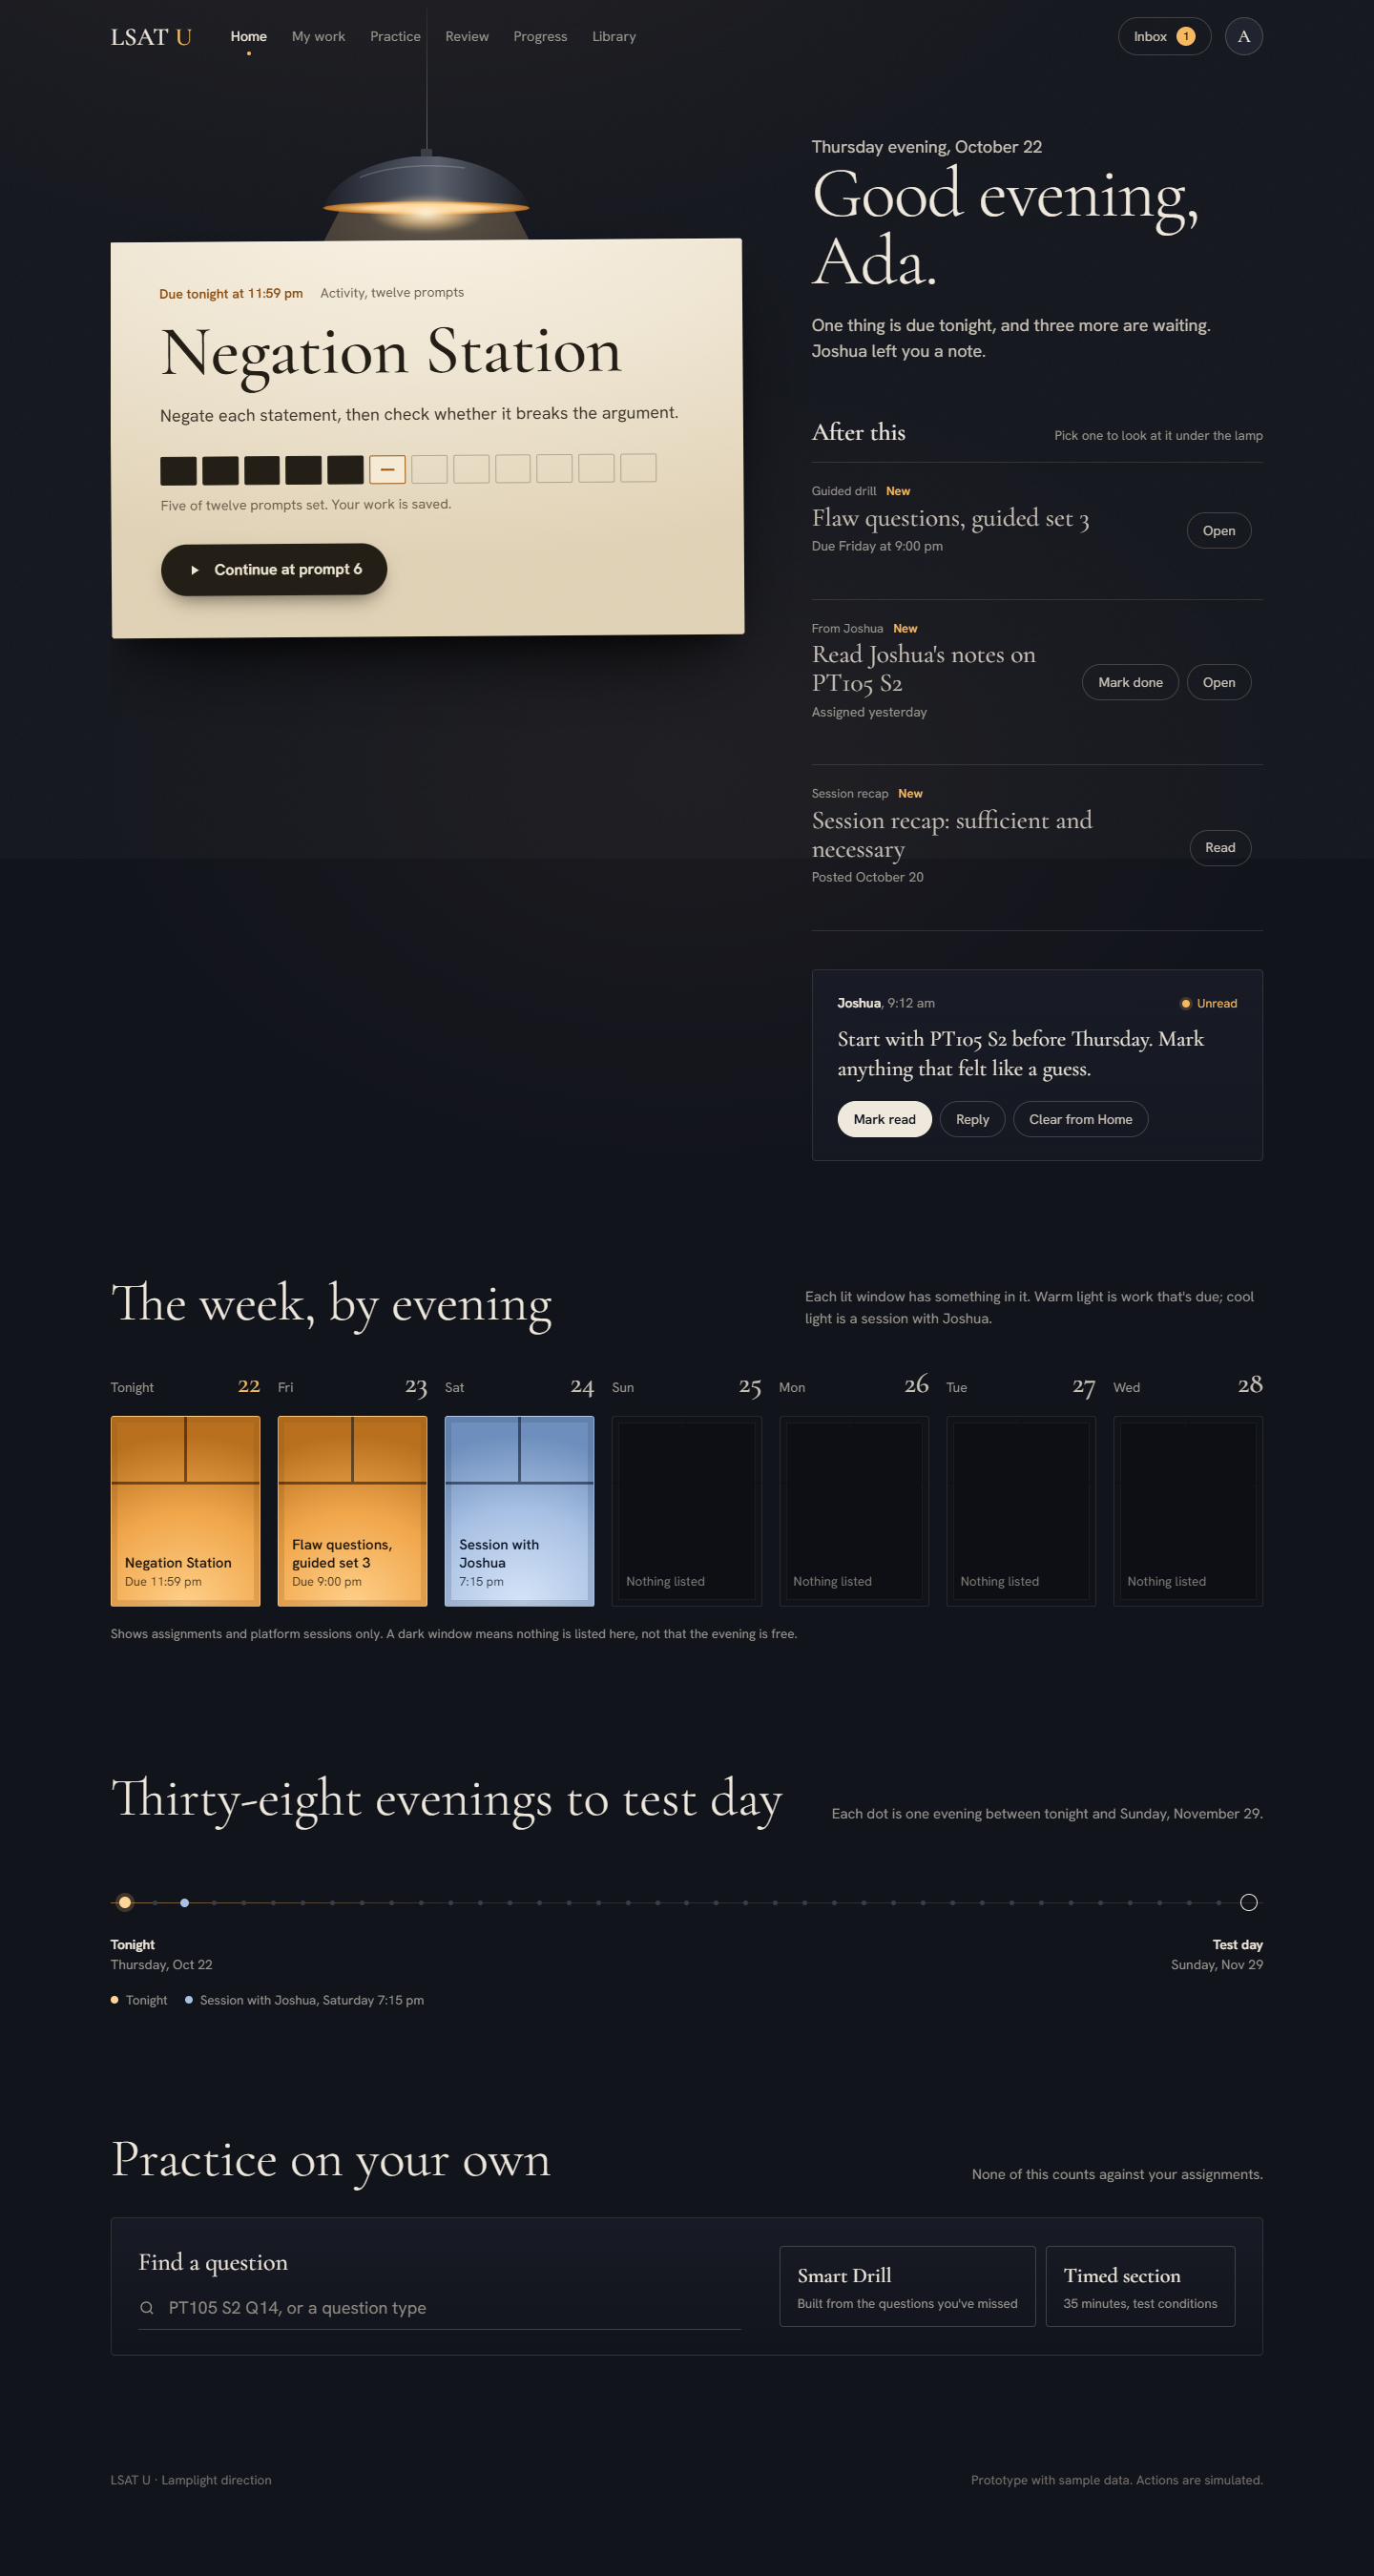 LSAT U
Home
My work
Practice
Review
Progress
Library
Inbox 1
A
Thursday evening, October 22
Good evening,
Ada.
One thing is due tonight, and three more are waiting.
Joshua left you a note.
Due tonight at 11:59 pm
Activity, twelve prompts
Negation Station
Negate each statement, then check whether it breaks the argument.
Five of twelve prompts set. Your work is saved.
Continue at prompt 6
After this
Pick one to look at it under the lamp
Guided drill New
Flaw questions, guided set 3
Due Friday at 9:00 pm
Open
From Joshua New
Read Joshua's notes on
PT105 S2
Assigned yesterday
Mark done
Open
Session recap New
Session recap: sufficient and
necessary
Posted October 20
Read
Joshua, 9:12 am
Unread
Start with PT105 S2 before Thursday. Mark
anything that felt like a guess.
Mark read
Reply
Clear from Home
The week, by evening
Each lit window has something in it. Warm light is work that's due; cool
light is a session with Joshua.
Tonight 22
Fri 23
Sat 24
Sun 25
Mon 26
Tue 27
Wed 28
Negation Station
Due 11:59 pm
Flaw questions,
guided set 3
Due 9:00 pm
Session with
Joshua
7:15 pm
Nothing listed
Nothing listed
Nothing listed
Nothing listed
Shows assignments and platform sessions only. A dark window means nothing is listed here, not that the evening is free.
Thirty-eight evenings to test day
Each dot is one evening between tonight and Sunday, November 29.
Tonight
Thursday, Oct 22
Test day
Sunday, Nov 29
Tonight
Session with Joshua, Saturday 7:15 pm
Practice on your own
None of this counts against your assignments.
Find a question
PT105 S2 Q14, or a question type
Smart Drill
Built from the questions you've missed
Timed section
35 minutes, test conditions
LSAT U · Lamplight direction
Prototype with sample data. Actions are simulated.